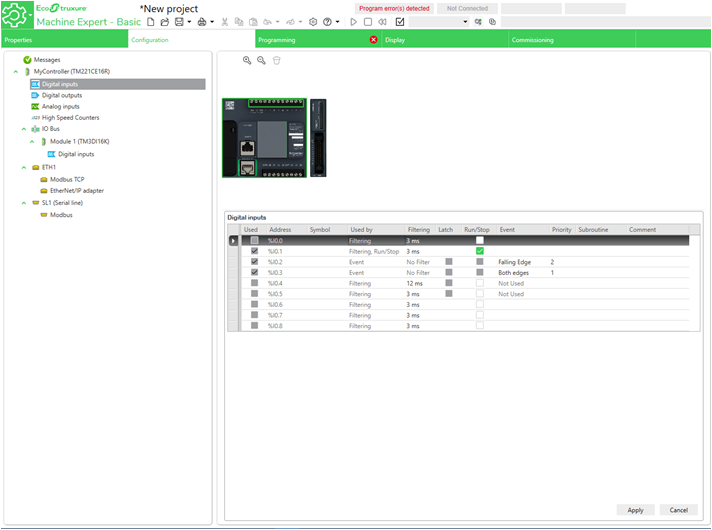 EcoStruxure
Machine Expert - Basic
*New project
Program error(s) detected
Not Connected
Properties
Configuration
Programming
Display
Commissioning
Messages
MyController (TM221CE16R)
Digital inputs
Digital outputs
Analog inputs
High Speed Counters
IO Bus
Module 1 (TM3DI16K)
Digital inputs
ETH1
Modbus TCP
EtherNet/IP adapter
SL1 (Serial line)
Modbus
Digital inputs
Used Address Symbol Used by Filtering Latch Run/Stop Event Priority Subroutine Comment
%I0.0 Filtering 3 ms
%I0.1 Filtering, Run/Stop 3 ms
%I0.2 Event No Filter Falling Edge 2
%I0.3 Event No Filter Both edges 1
%I0.4 Filtering 12 ms Not Used
%I0.5 Filtering 3 ms Not Used
%I0.6 Filtering 3 ms
%I0.7 Filtering 3 ms
%I0.8 Filtering 3 ms
Apply Cancel